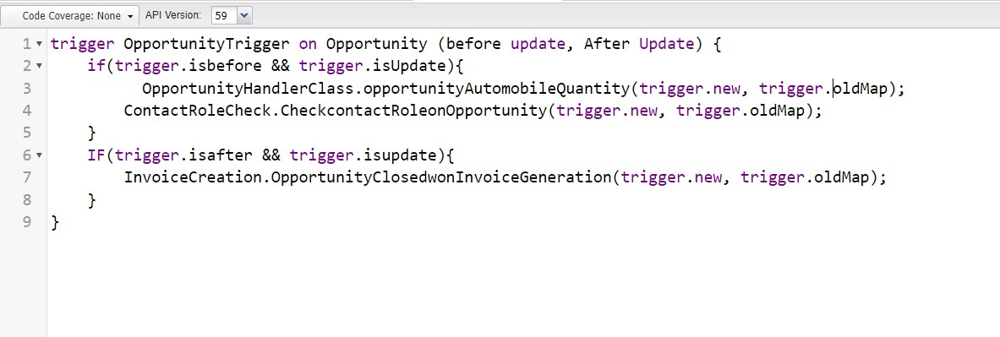 Code Coverage: None API Version: 59
1 trigger OpportunityTrigger on Opportunity (before update, After Update) {
2 if(trigger.isbefore && trigger.isUpdate){
3 OpportunityHandlerClass.opportunityAutomobileQuantity(trigger.new, trigger.oldMap);
4 ContactRoleCheck.CheckcontactRoleonOpportunity(trigger.new, trigger.oldMap);
5 }
6 IF(trigger.isafter && trigger.isupdate){
7 InvoiceCreation.OpportunityClosedwonInvoiceGeneration(trigger.new, trigger.oldMap);
8 }
9 }